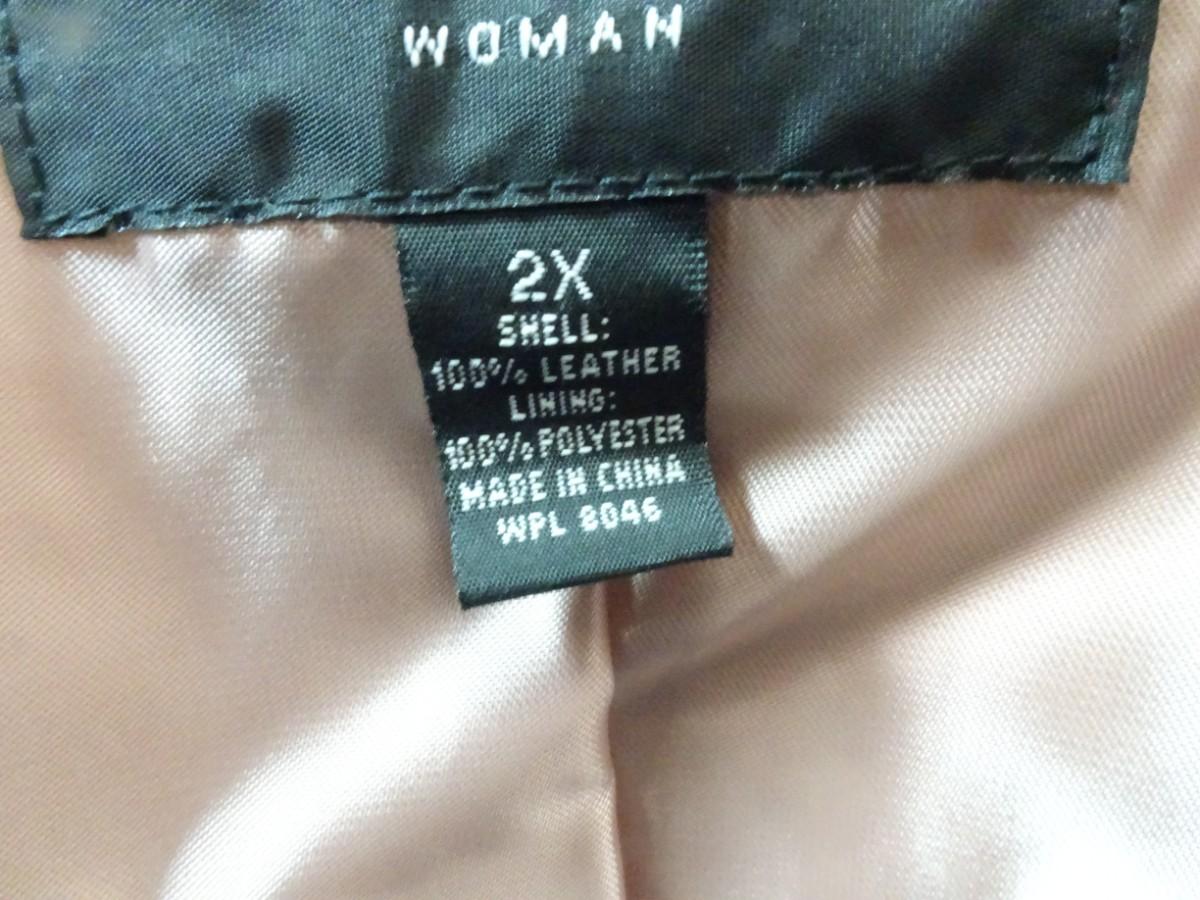 WOMAN
2X
SHELL:
100% LEATHER
LINING:
100% POLYESTER
MADE IN CHINA
WPL 8046